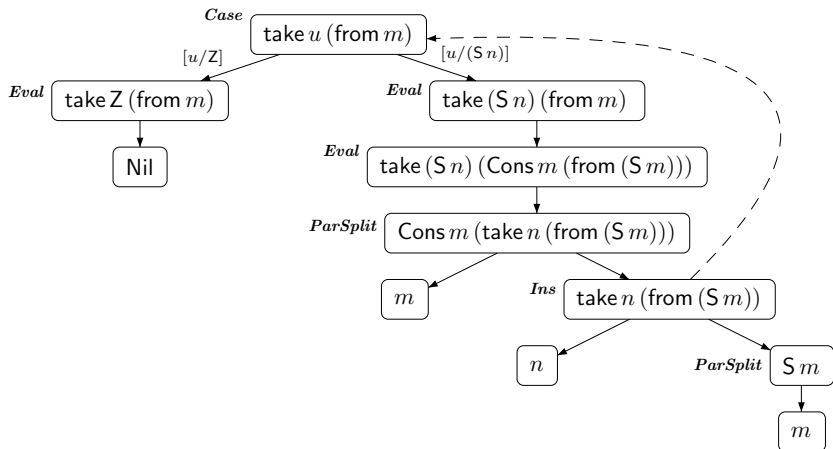 Case
take u (from m)
[u/Z]
[u/(S n)]
Eval
take Z (from m)
Eval
take (S n) (from m)
Nil
Eval
take (S n) (Cons m (from (S m)))
ParSplit
Cons m (take n (from (S m)))
m
Ins
take n (from (S m))
n
ParSplit
S m
m